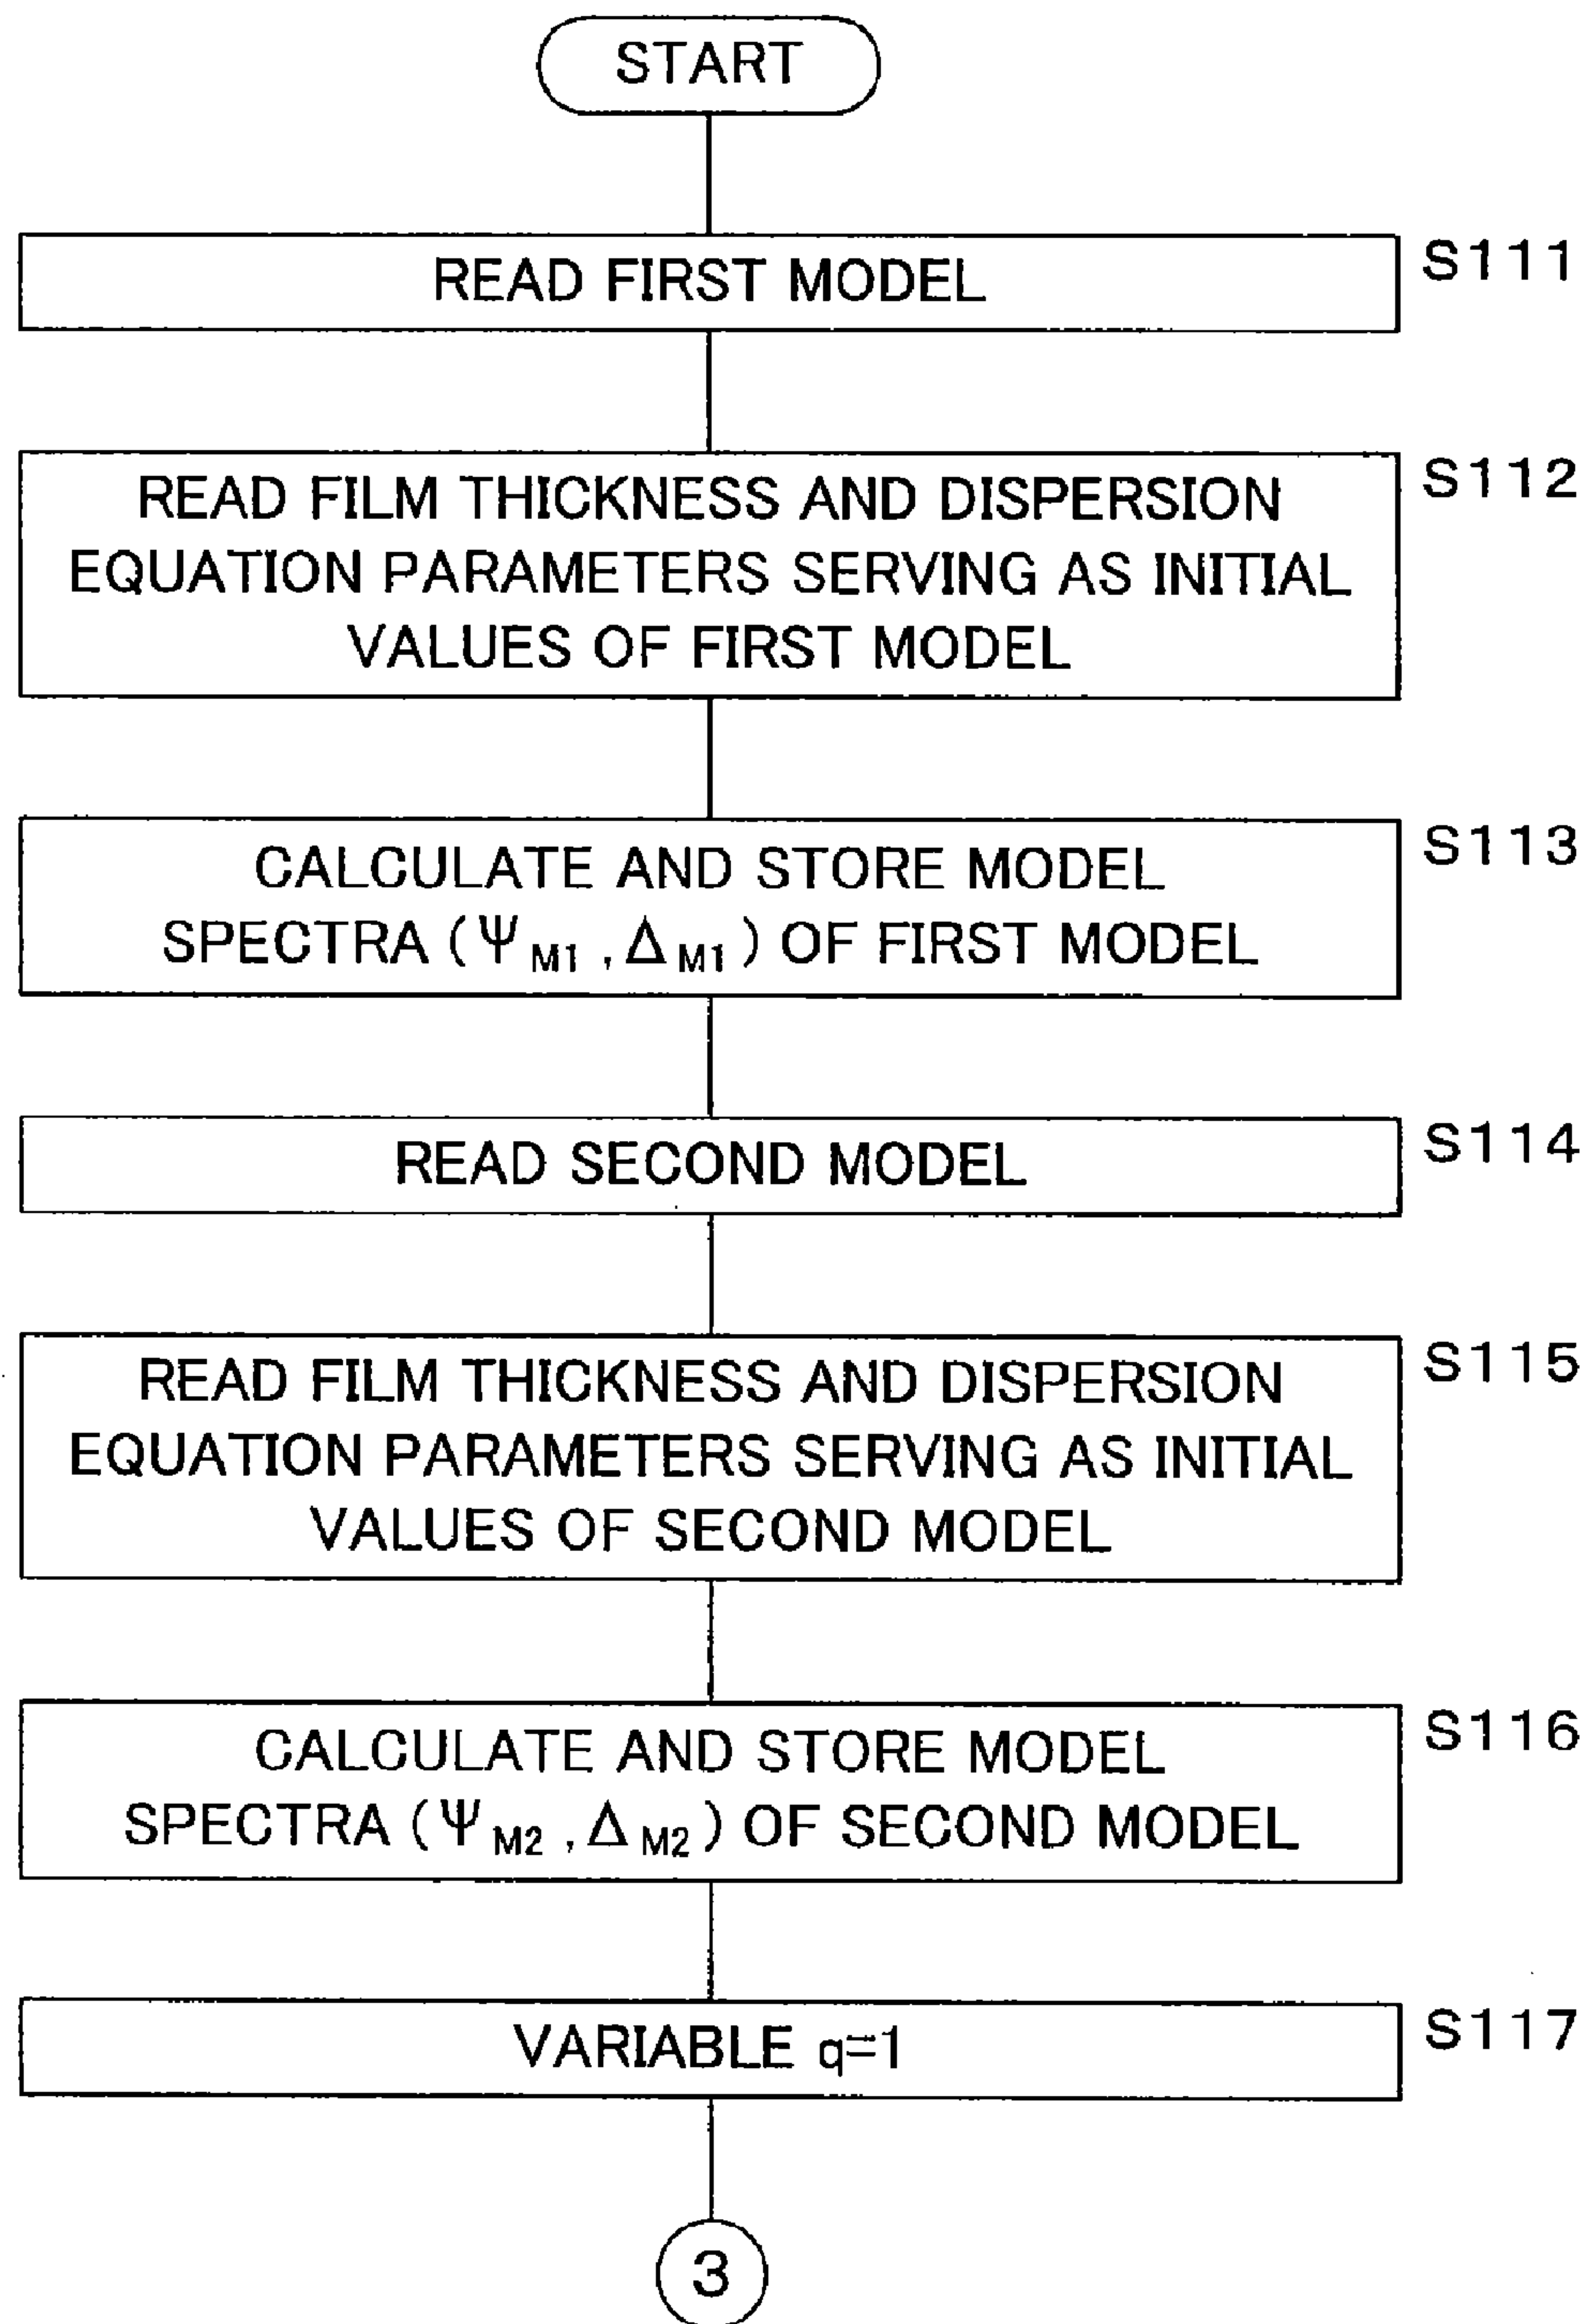 START
READ FIRST MODEL
S111
READ FILM THICKNESS AND DISPERSION
EQUATION PARAMETERS SERVING AS INITIAL
VALUES OF FIRST MODEL
S112
CALCULATE AND STORE MODEL
SPECTRA (Ψ M1 , Δ M1 ) OF FIRST MODEL
S113
READ SECOND MODEL
S114
READ FILM THICKNESS AND DISPERSION
EQUATION PARAMETERS SERVING AS INITIAL
VALUES OF SECOND MODEL
S115
CALCULATE AND STORE MODEL
SPECTRA (Ψ M2 , Δ M2 ) OF SECOND MODEL
S116
VARIABLE q=1
S117
3